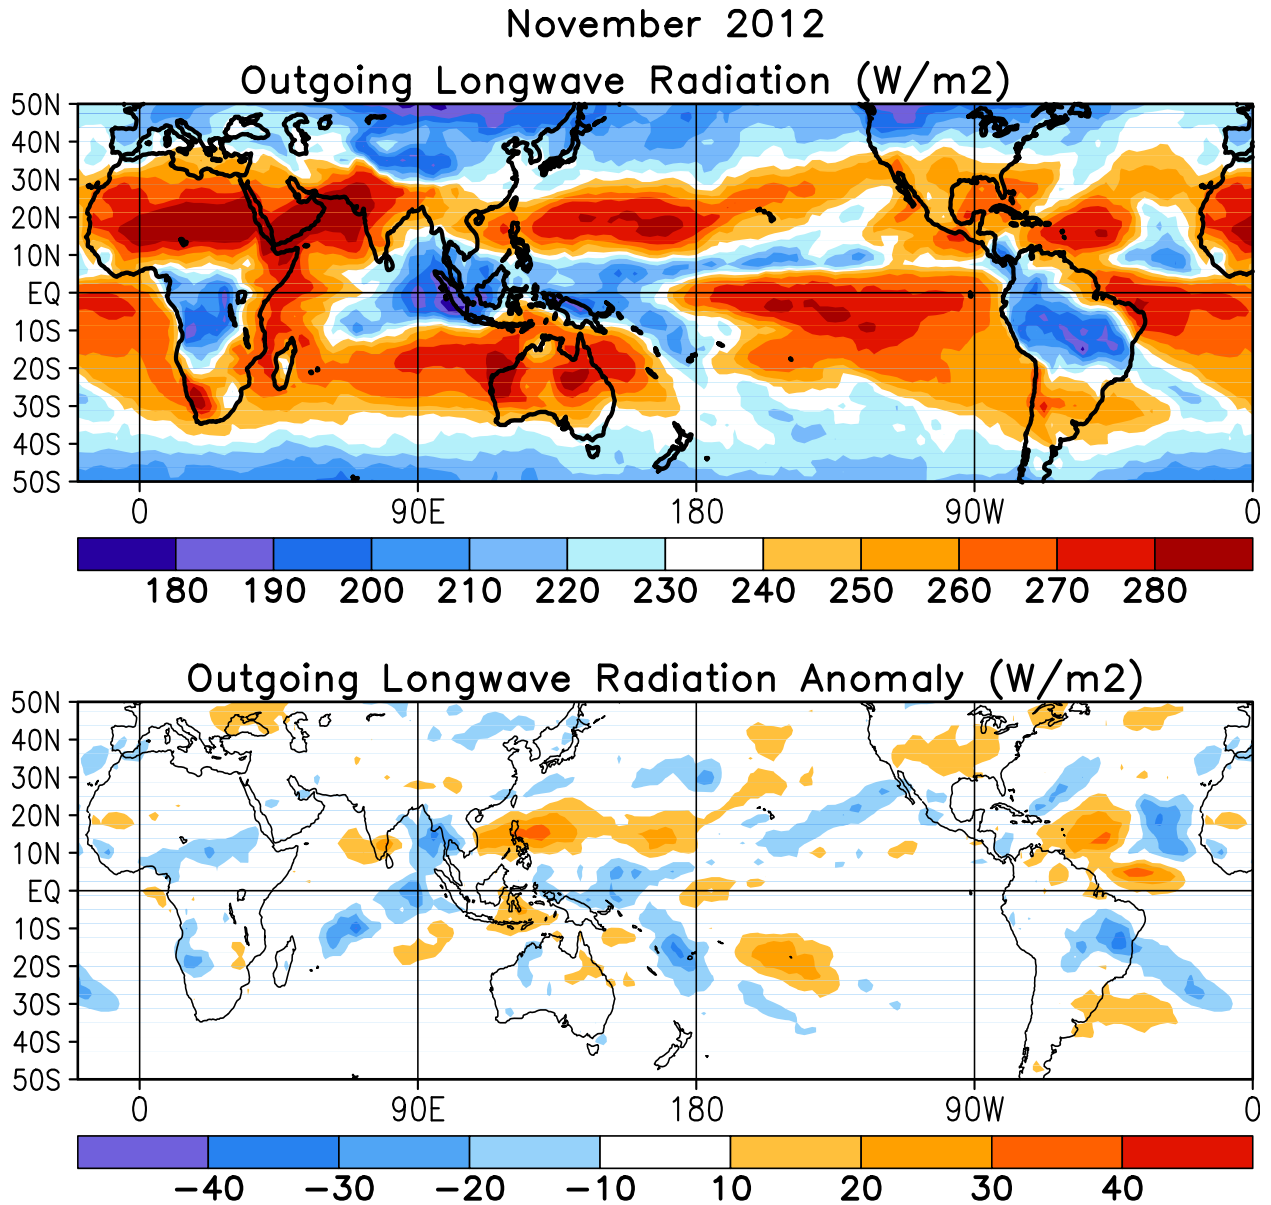 November 2012
Outgoing Longwave Radiation (W/m2)
50N
40N
30N
20N
10N
EQ
10S
20S
30S
40S
50S
0 90E 180 90W 0
180 190 200 210 220 230 240 250 260 270 280
Outgoing Longwave Radiation Anomaly (W/m2)
50N
40N
30N
20N
10N
EQ
10S
20S
30S
40S
50S
0 90E 180 90W 0
−40 −30 −20 −10 10 20 30 40